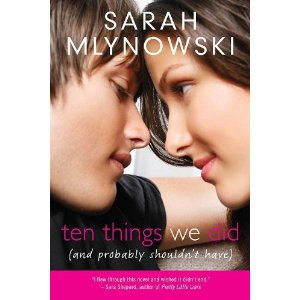 SARAH
MLYNOWSKI
ten things we did
(and probably shouldn't have)
"I flew through this novel and wished it didn't end."
— Sara Shepard, author of Pretty Little Liars